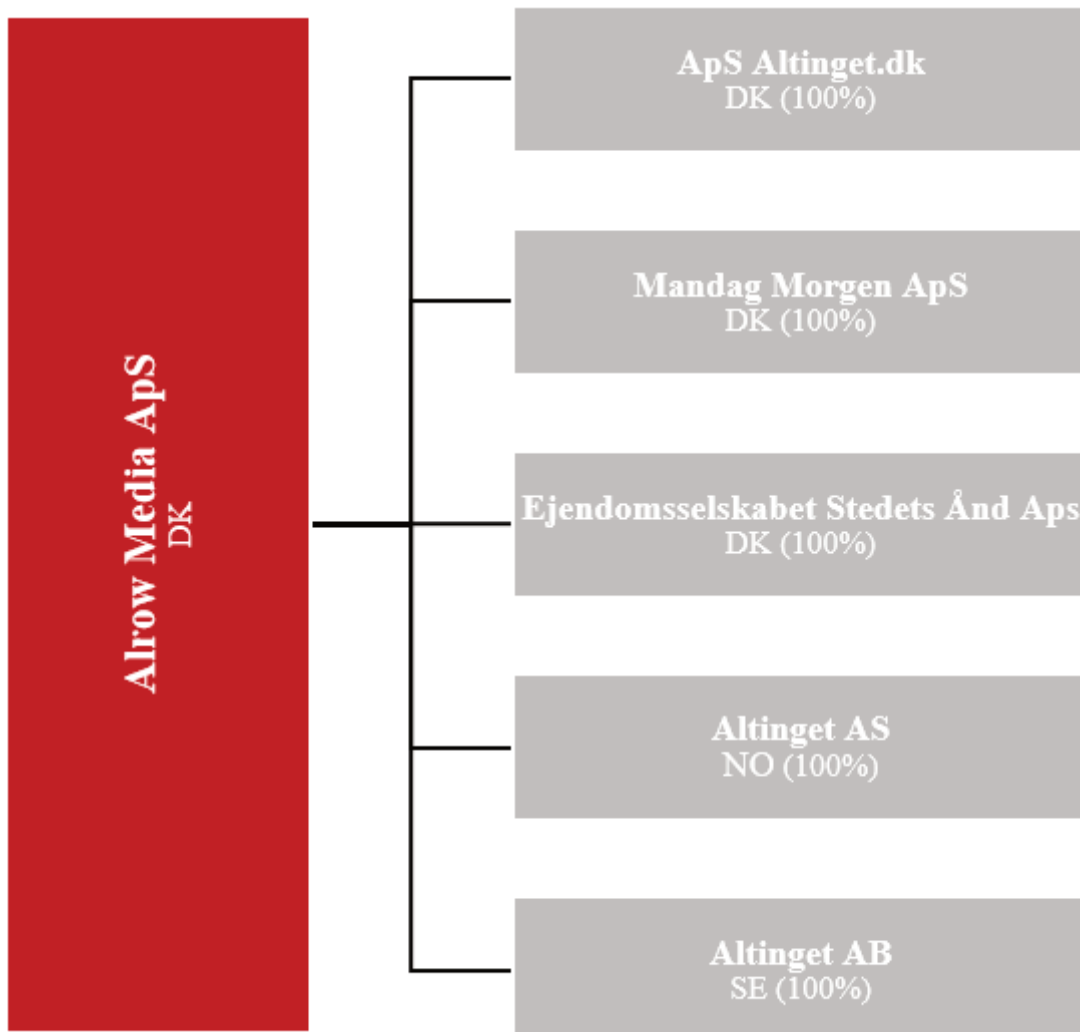 Alrow Media ApS
DK
ApS Altinget.dk
DK (100%)
Mandag Morgen ApS
DK (100%)
Ejendomsselskabet Stedets Ånd Aps
DK (100%)
Altinget AS
NO (100%)
Altinget AB
SE (100%)